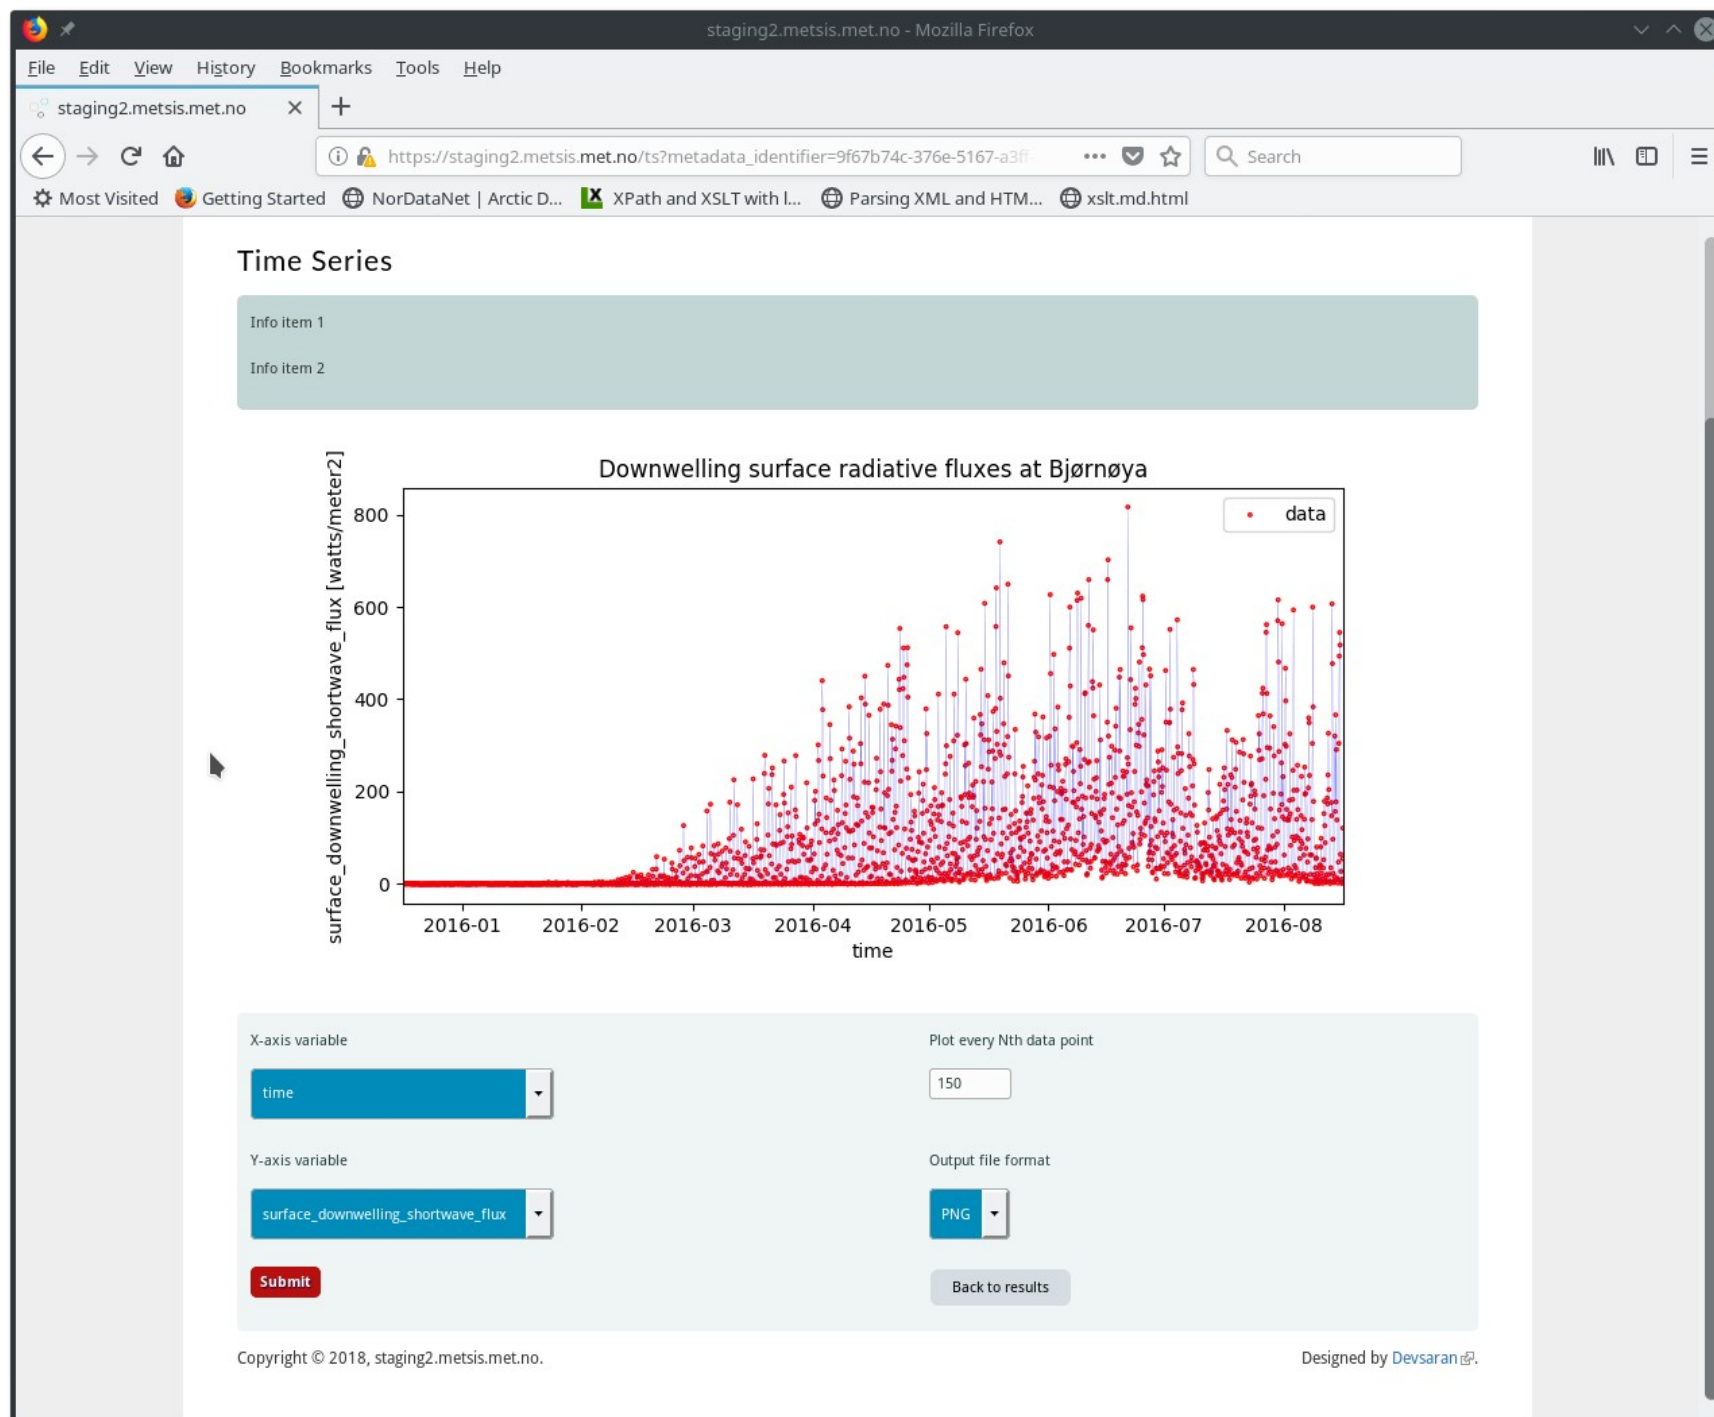 staging2.metsis.met.no - Mozilla Firefox
File Edit View History Bookmarks Tools Help
staging2.metsis.met.no
https://staging2.metsis.met.no/ts?metadata_identifier=9f67b74c-376e-5167-a3ff- Search
Most Visited Getting Started NorDataNet | Arctic D... XPath and XSLT with l... Parsing XML and HTM... xslt.md.html
Time Series
Info item 1
Info item 2
Downwelling surface radiative fluxes at Bjørnøya
surface_downwelling_shortwave_flux [watts/meter2]
data
800
600
400
200
0
2016-01 2016-02 2016-03 2016-04 2016-05 2016-06 2016-07 2016-08
time
X-axis variable Plot every Nth data point
time 150
Y-axis variable Output file format
surface_downwelling_shortwave_flux PNG
Submit Back to results
Copyright © 2018, staging2.metsis.met.no. Designed by Devsaran.